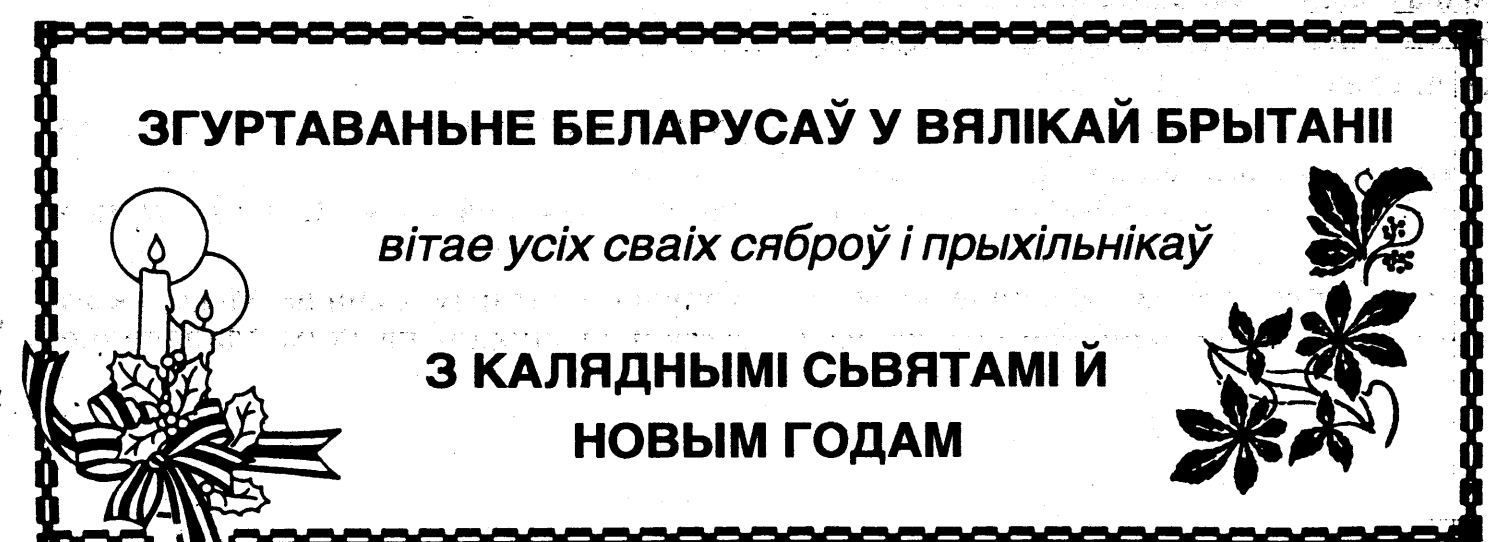 ЗГУРТАВАНЬНЕ БЕЛАРУСАЎ У ВЯЛІКАЙ БРЫТАНІІ
вітае усіх сваіх сяброў і прыхільнікаў
З КАЛЯДНЫМІ СЬВЯТАМІ Й
НОВЫМ ГОДАМ